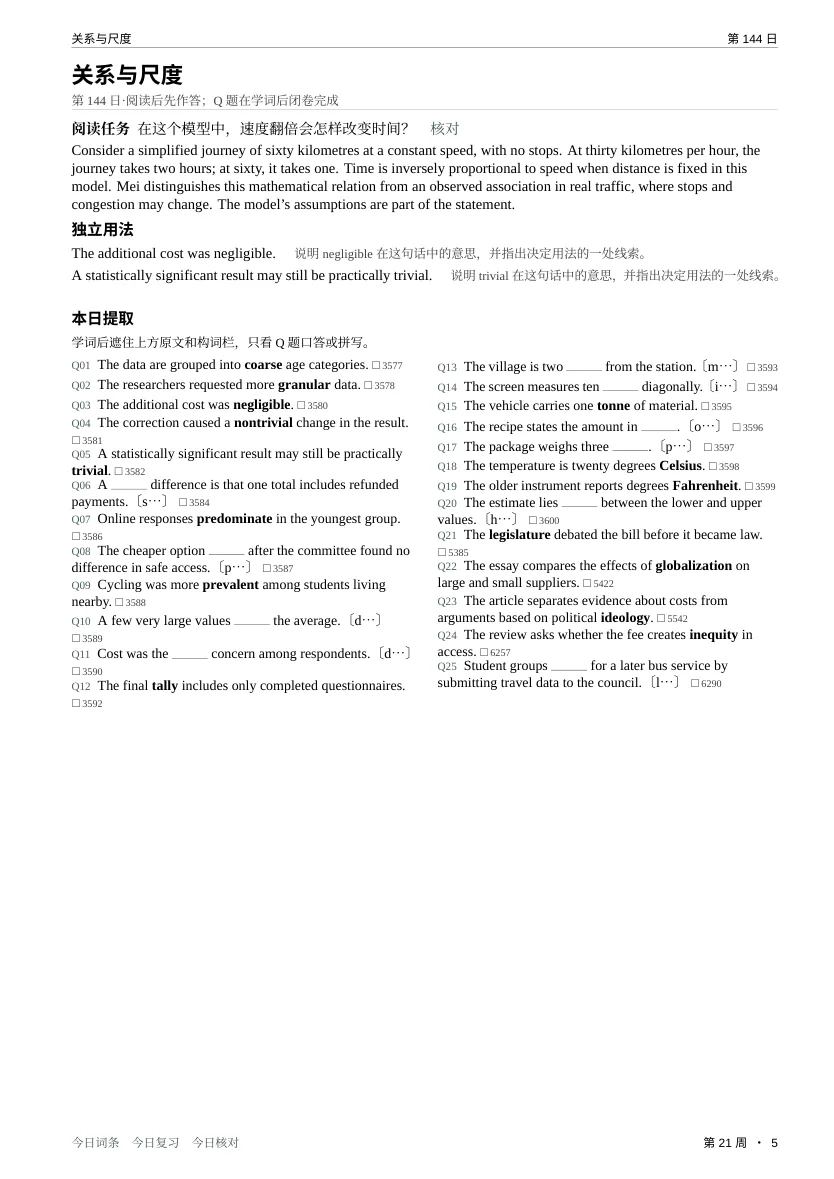 关系与尺度 第 144 日
关系与尺度
第 144 日·阅读后先作答；Q 题在学词后闭卷完成
阅读任务 在这个模型中，速度翻倍会怎样改变时间？ 核对
Consider a simplified journey of sixty kilometres at a constant speed, with no stops. At thirty kilometres per hour, the
journey takes two hours; at sixty, it takes one. Time is inversely proportional to speed when distance is fixed in this
model. Mei distinguishes this mathematical relation from an observed association in real traffic, where stops and
congestion may change. The model’s assumptions are part of the statement.
独立用法
The additional cost was negligible. 说明 negligible 在这句话中的意思，并指出决定用法的一处线索。
A statistically significant result may still be practically trivial. 说明 trivial 在这句话中的意思，并指出决定用法的一处线索。
本日提取
学词后遮住上方原文和构词栏，只看 Q 题口答或拼写。
Q01 The data are grouped into coarse age categories. □ 3577
Q02 The researchers requested more granular data. □ 3578
Q03 The additional cost was negligible. □ 3580
Q04 The correction caused a nontrivial change in the result.
□ 3581
Q05 A statistically significant result may still be practically
trivial. □ 3582
Q06 A _____ difference is that one total includes refunded
payments.〔s···〕 □ 3584
Q07 Online responses predominate in the youngest group.
□ 3586
Q08 The cheaper option _____ after the committee found no
difference in safe access.〔p···〕 □ 3587
Q09 Cycling was more prevalent among students living
nearby. □ 3588
Q10 A few very large values _____ the average.〔d···〕
□ 3589
Q11 Cost was the _____ concern among respondents.〔d···〕
□ 3590
Q12 The final tally includes only completed questionnaires.
□ 3592
Q13 The village is two _____ from the station.〔m···〕 □ 3593
Q14 The screen measures ten _____ diagonally.〔i···〕 □ 3594
Q15 The vehicle carries one tonne of material. □ 3595
Q16 The recipe states the amount in _____.〔o···〕 □ 3596
Q17 The package weighs three _____.〔p···〕 □ 3597
Q18 The temperature is twenty degrees Celsius. □ 3598
Q19 The older instrument reports degrees Fahrenheit. □ 3599
Q20 The estimate lies _____ between the lower and upper
values.〔h···〕 □ 3600
Q21 The legislature debated the bill before it became law.
□ 5385
Q22 The essay compares the effects of globalization on
large and small suppliers. □ 5422
Q23 The article separates evidence about costs from
arguments based on political ideology. □ 5542
Q24 The review asks whether the fee creates inequity in
access. □ 6257
Q25 Student groups _____ for a later bus service by
submitting travel data to the council.〔l···〕 □ 6290
今日词条 今日复习 今日核对 第 21 周 · 5